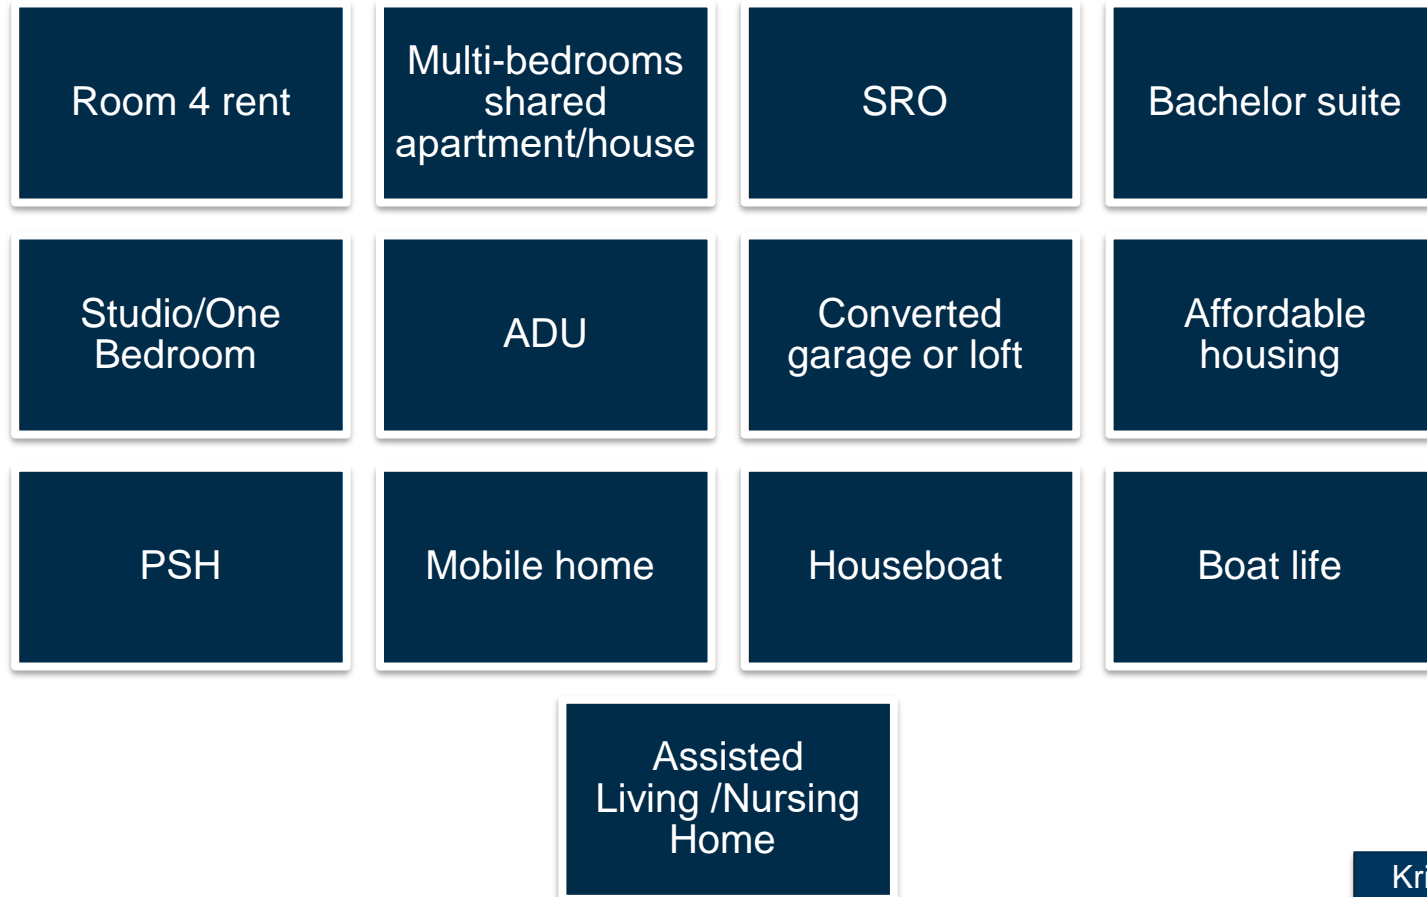 Room 4 rent
Multi-bedrooms
shared
apartment/house
SRO
Bachelor suite
Studio/One
Bedroom
ADU
Converted
garage or loft
Affordable
housing
PSH
Mobile home
Houseboat
Boat life
Assisted
Living /Nursing
Home